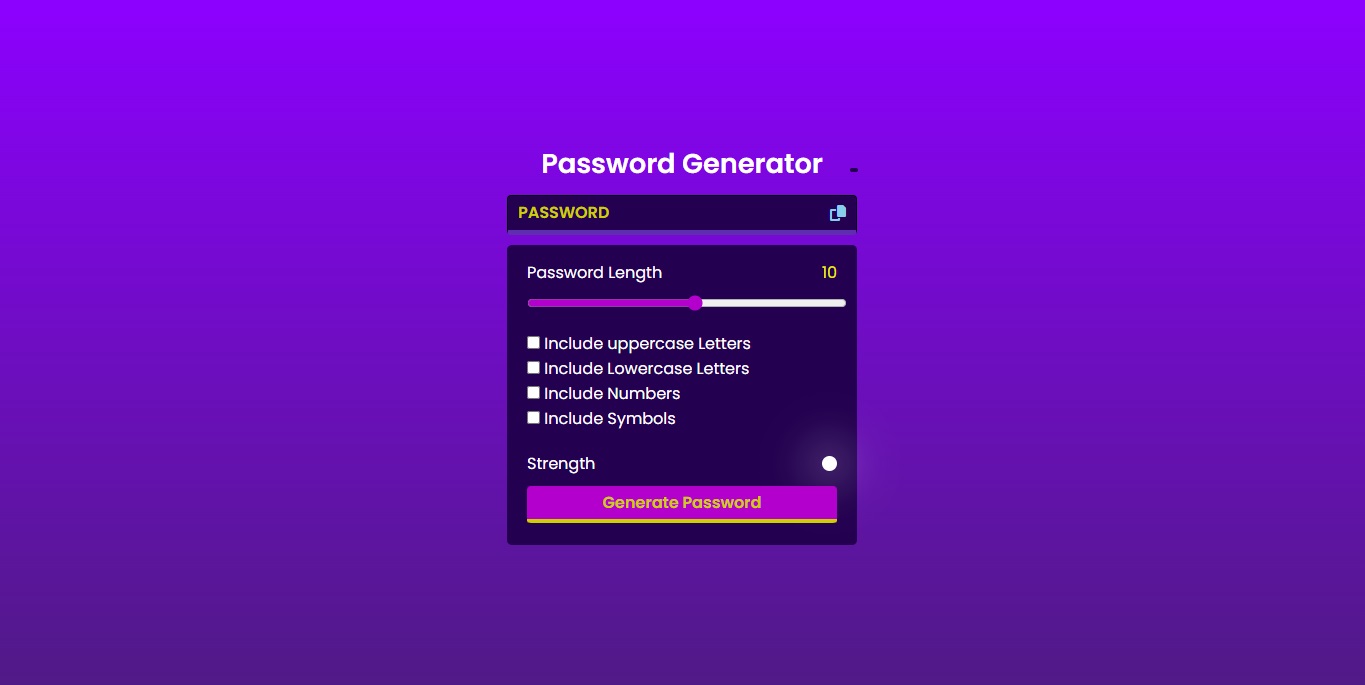 Password Generator
PASSWORD
Password Length 10
Include uppercase Letters
Include Lowercase Letters
Include Numbers
Include Symbols
Strength
Generate Password